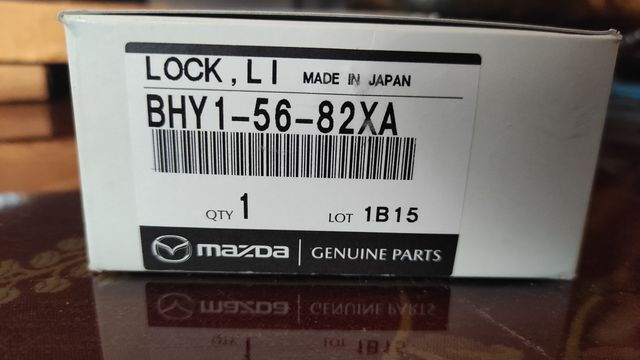 LOCK,LI MADE IN JAPAN
BHY1-56-82XA
QTY 1 LOT 1B15
mazda GENUINE PARTS